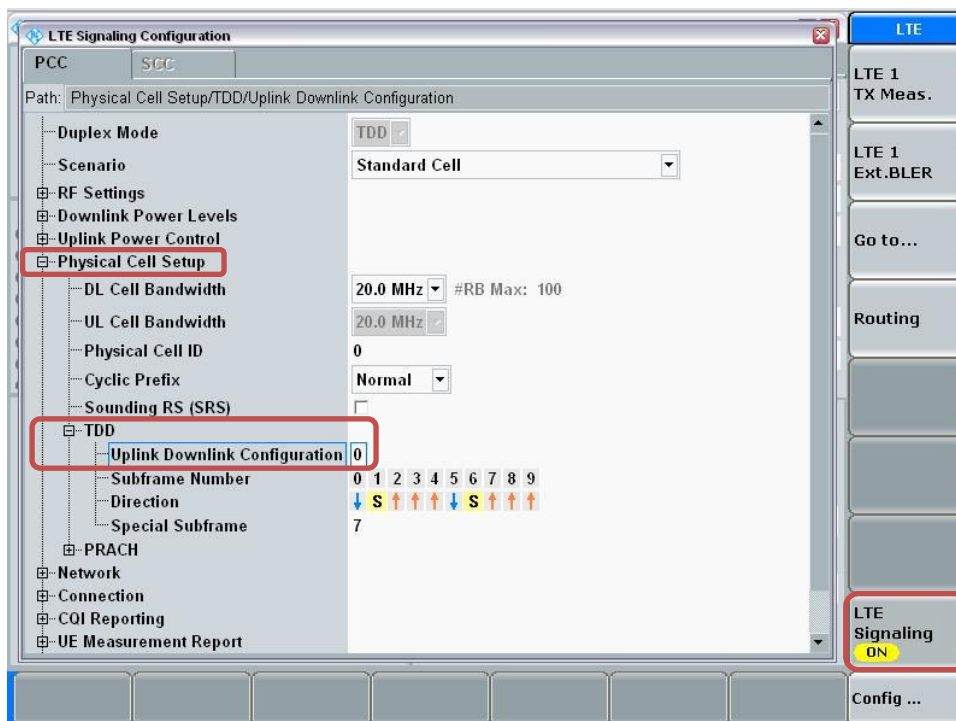 LTE Signaling Configuration
PCC
SCC
Path: Physical Cell Setup/TDD/Uplink Downlink Configuration
Duplex Mode TDD
Scenario Standard Cell
RF Settings
Downlink Power Levels
Uplink Power Control
Physical Cell Setup
DL Cell Bandwidth 20.0 MHz #RB Max: 100
UL Cell Bandwidth 20.0 MHz
Physical Cell ID 0
Cyclic Prefix Normal
Sounding RS (SRS)
TDD
Uplink Downlink Configuration 0
Subframe Number 0 1 2 3 4 5 6 7 8 9
Direction ↓ S ↑ ↑ ↑ ↓ S ↑ ↑ ↑
Special Subframe 7
PRACH
Network
Connection
CQI Reporting
UE Measurement Report
LTE
LTE 1
TX Meas.
LTE 1
Ext.BLER
Go to...
Routing
LTE
Signaling
ON
Config ...